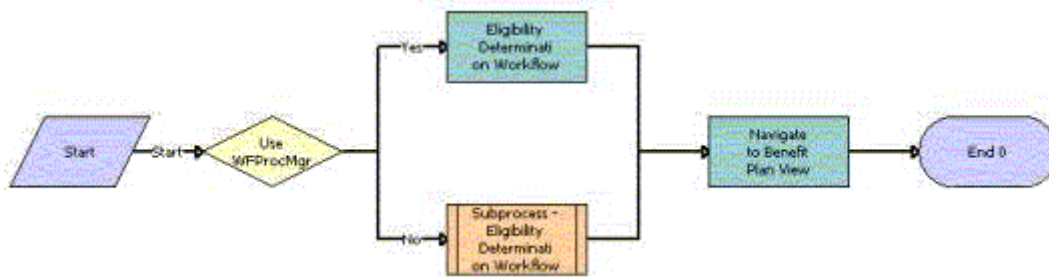 Eligibility
Determinati
on Workflow
Yes
Start
Start
Use
WFProcMgr
Navigate
to Benefit
Plan View
End 0
No
Subprocess -
Eligibility
Determinati
on Workflow